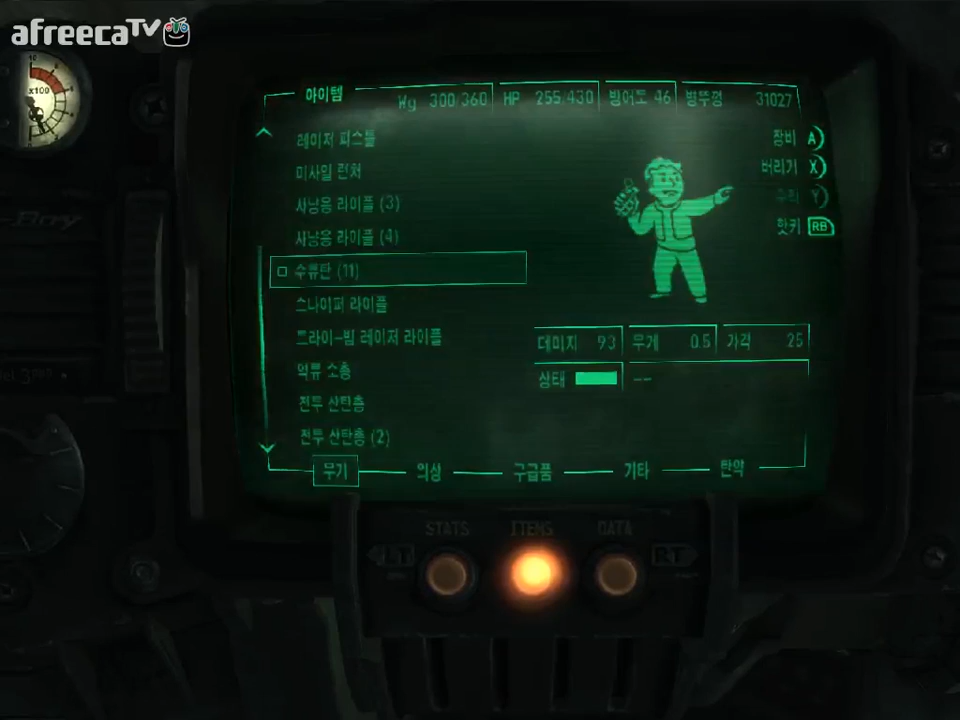 afreecaTV
아이템 Wg 300/360 HP 255/430 방어도 46 병뚜껑 31027
레이저 피스톨
미사일 런처
사냥용 라이플 (3)
사냥용 라이플 (4)
수류탄 (11)
스나이퍼 라이플
트라이-빔 레이저 라이플
악류 소총
전투 산탄총
전투 산탄총 (2)
장비 A)
버리기 X)
수리 Y)
핫키 RB
데미지 93 무게 0.5 가격 25
상태 --
무기 의상 구급품 기타 탄약
STATS ITEMS DATA
LT RT
x100